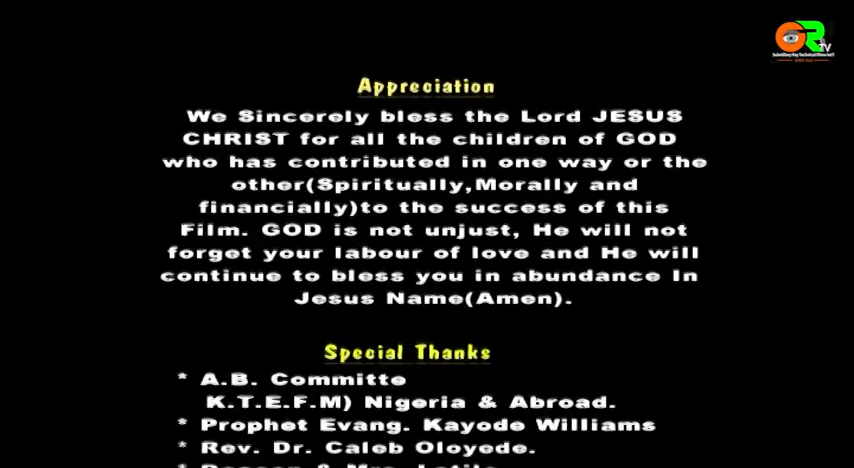 GR
TV
Appreciation
We Sincerely bless the Lord JESUS
CHRIST for all the children of GOD
who has contributed in one way or the
other(Spiritually,Morally and
financially)to the success of this
Film. GOD is not unjust, He will not
forget your labour of love and He will
continue to bless you in abundance In
Jesus Name(Amen).
Special Thanks
* A.B. Committe
K.T.E.F.M) Nigeria & Abroad.
* Prophet Evang. Kayode Williams
* Rev. Dr. Caleb Oloyede.